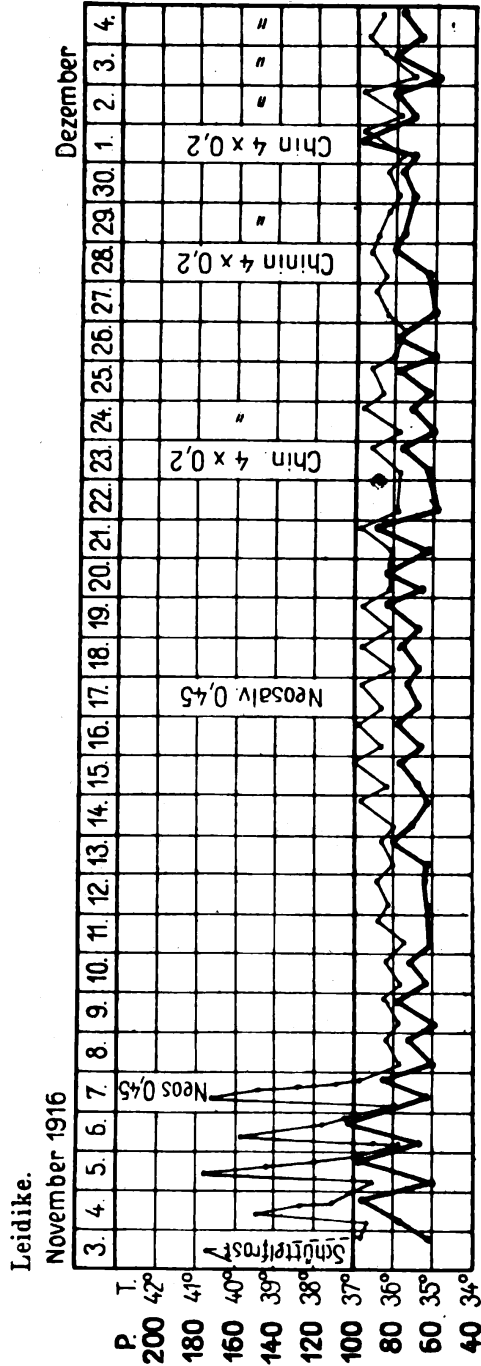 Leidike.
November 1916
Dezember
3. 4. 5. 6. 7. 8. 9. 10. 11. 12. 13. 14. 15. 16. 17. 18. 19. 20. 21. 22. 23. 24. 25. 26. 27. 28. 29. 30. 1. 2. 3. 4.
P. T.
200 42°
180 41°
160 40°
140 39°
120 38°
100 37°
80 36°
60 35°
40 34°
Schüttelfrost
Neos 0,45
Neosalv. 0,45
Chin. 4 x 0,2
"
Chinin 4 x 0,2
"
Chin 4 x 0,2
"
"
"